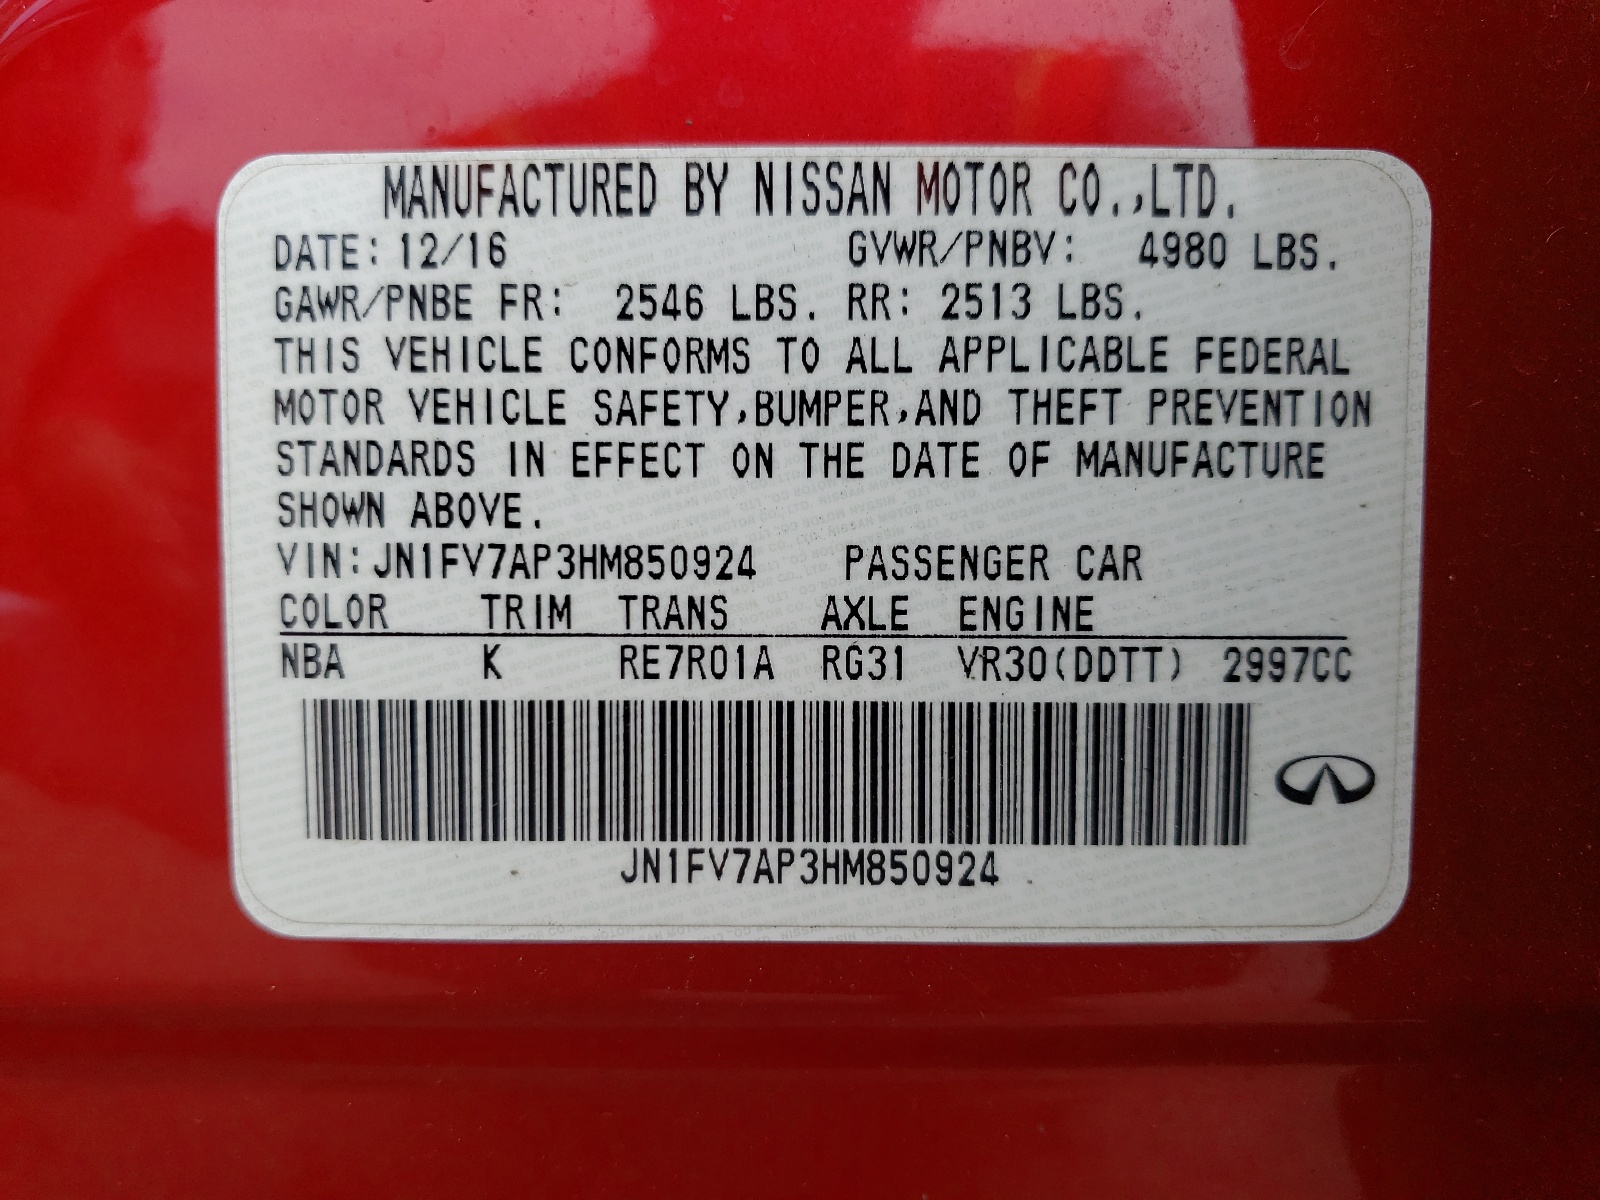 MANUFACTURED BY NISSAN MOTOR CO.,LTD.
DATE: 12/16 GVWR/PNBV: 4980 LBS.
GAWR/PNBE FR: 2546 LBS. RR: 2513 LBS.
THIS VEHICLE CONFORMS TO ALL APPLICABLE FEDERAL
MOTOR VEHICLE SAFETY,BUMPER,AND THEFT PREVENTION
STANDARDS IN EFFECT ON THE DATE OF MANUFACTURE
SHOWN ABOVE.
VIN:JN1FV7AP3HM850924 PASSENGER CAR
COLOR TRIM TRANS AXLE ENGINE
NBA K RE7R01A RG31 VR30(DDTT) 2997CC
JN1FV7AP3HM850924